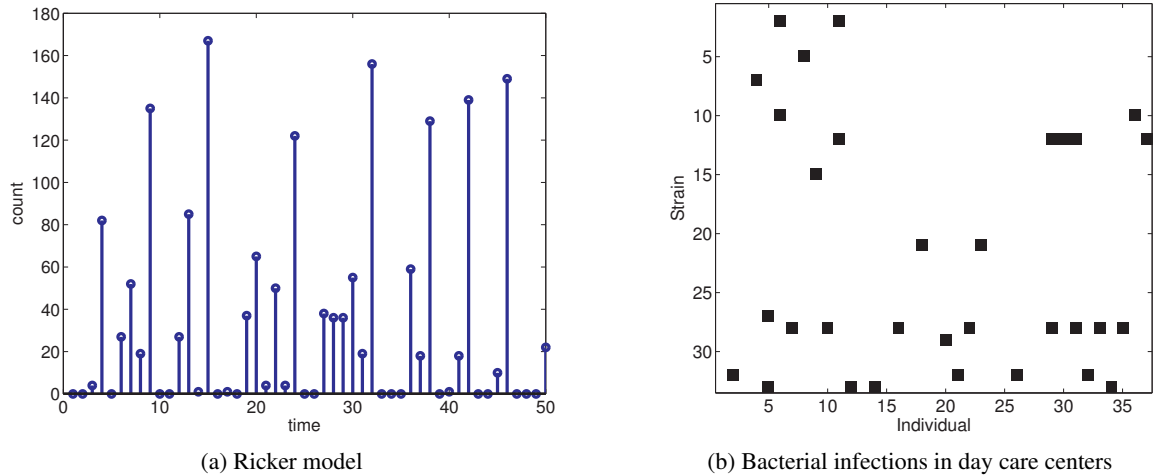 180
160
140
120
100
80
60
40
20
0
count
0 10 20 30 40 50
time
(a) Ricker model
5
10
15
20
25
30
Strain
5 10 15 20 25 30 35
Individual
(b) Bacterial infections in day care centers